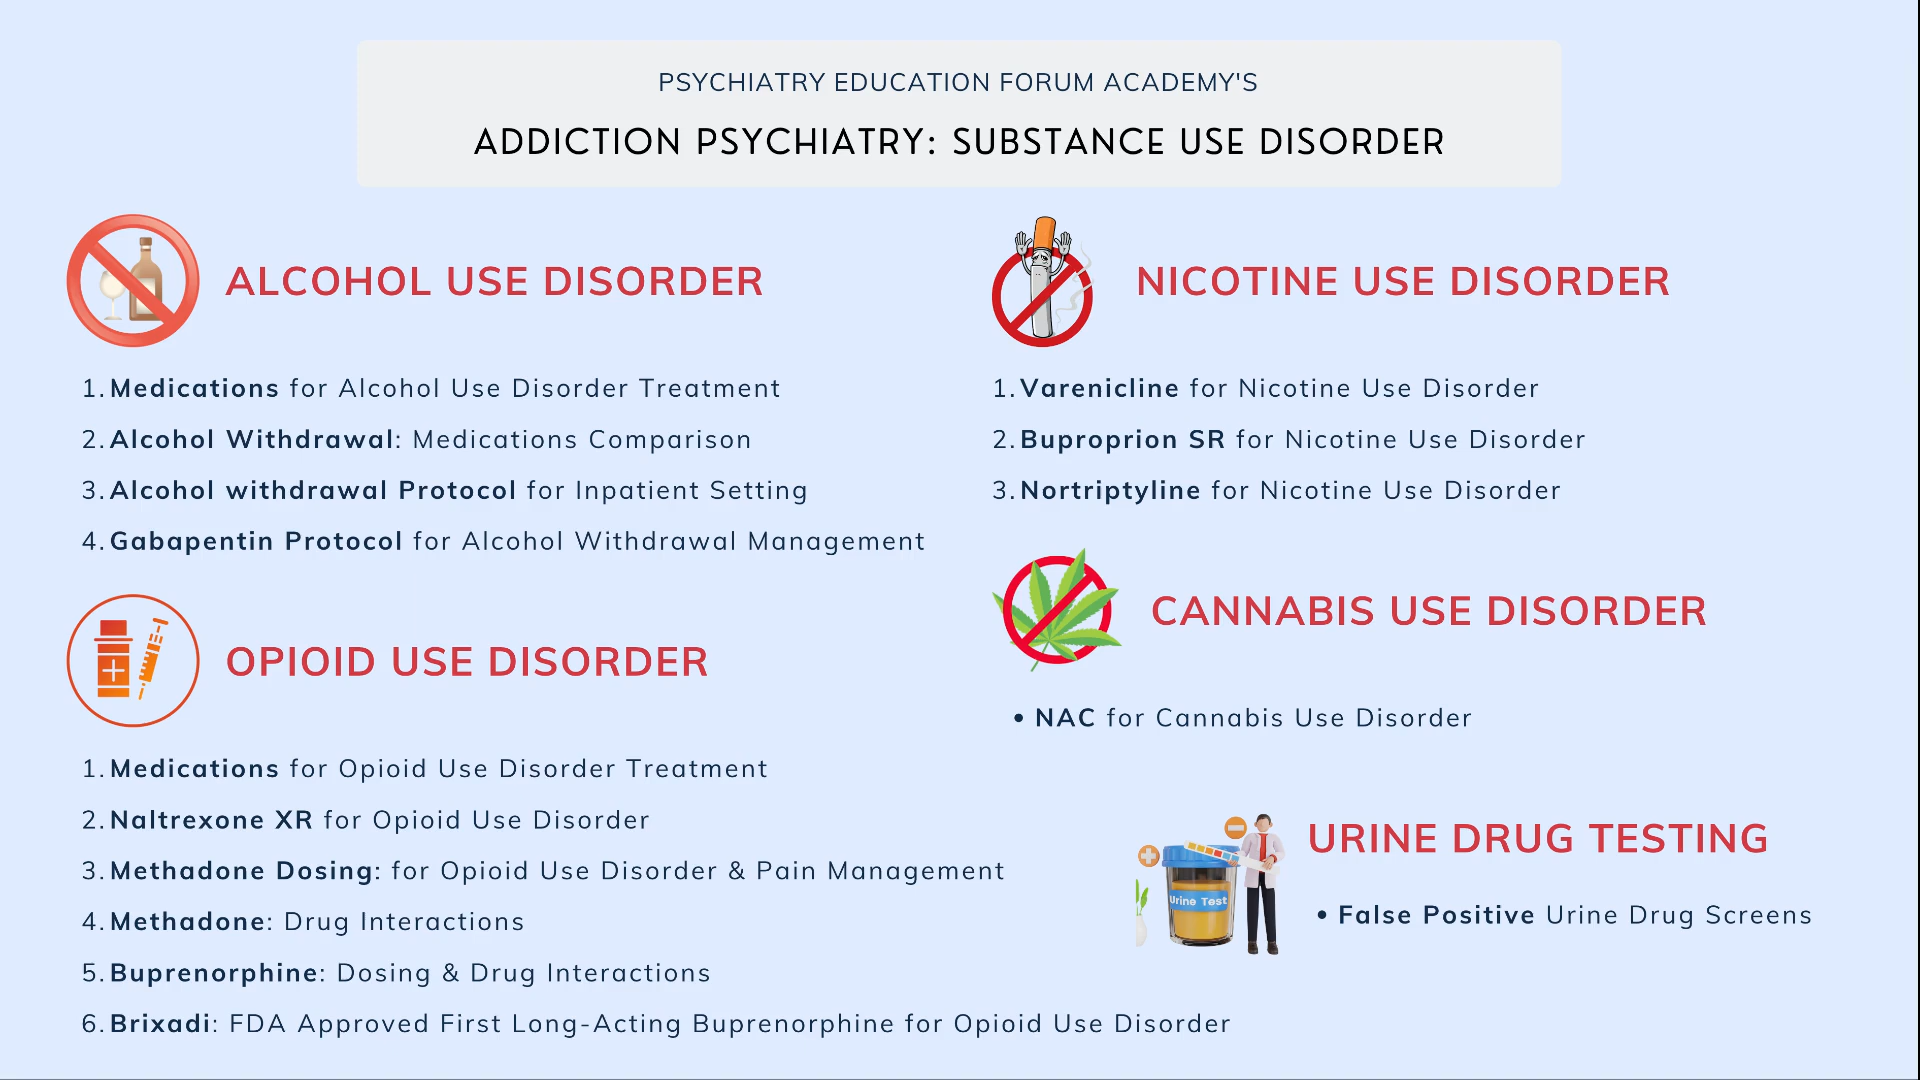 PSYCHIATRY EDUCATION FORUM ACADEMY'S
ADDICTION PSYCHIATRY: SUBSTANCE USE DISORDER
ALCOHOL USE DISORDER
1. Medications for Alcohol Use Disorder Treatment
2. Alcohol Withdrawal: Medications Comparison
3. Alcohol withdrawal Protocol for Inpatient Setting
4. Gabapentin Protocol for Alcohol Withdrawal Management
OPIOID USE DISORDER
1. Medications for Opioid Use Disorder Treatment
2. Naltrexone XR for Opioid Use Disorder
3. Methadone Dosing: for Opioid Use Disorder & Pain Management
4. Methadone: Drug Interactions
5. Buprenorphine: Dosing & Drug Interactions
6. Brixadi: FDA Approved First Long-Acting Buprenorphine for Opioid Use Disorder
NICOTINE USE DISORDER
1. Varenicline for Nicotine Use Disorder
2. Buproprion SR for Nicotine Use Disorder
3. Nortriptyline for Nicotine Use Disorder
CANNABIS USE DISORDER
• NAC for Cannabis Use Disorder
URINE DRUG TESTING
Urine Test
• False Positive Urine Drug Screens